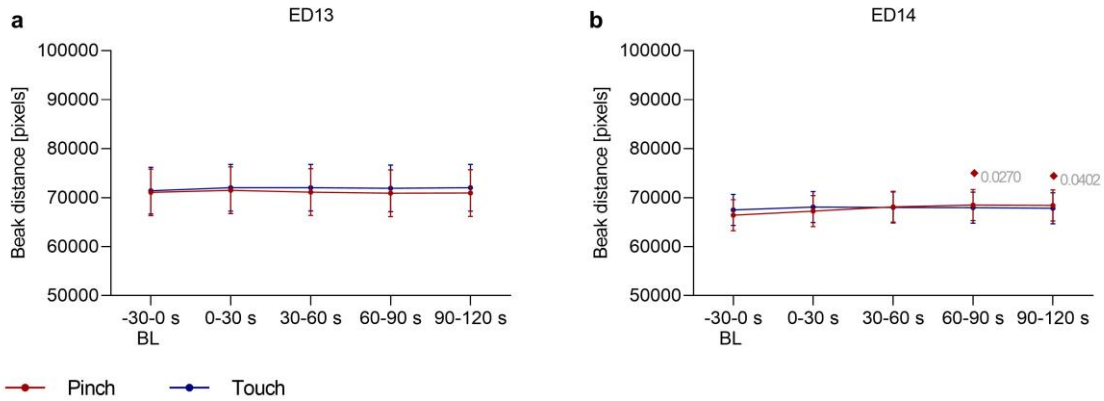 a
ED13
Beak distance [pixels]
100000
90000
80000
70000
60000
50000
-30-0 s
BL
0-30 s
30-60 s
60-90 s
90-120 s
b
ED14
Beak distance [pixels]
100000
90000
80000
70000
60000
50000
0.0270
0.0402
-30-0 s
BL
0-30 s
30-60 s
60-90 s
90-120 s
Pinch
Touch